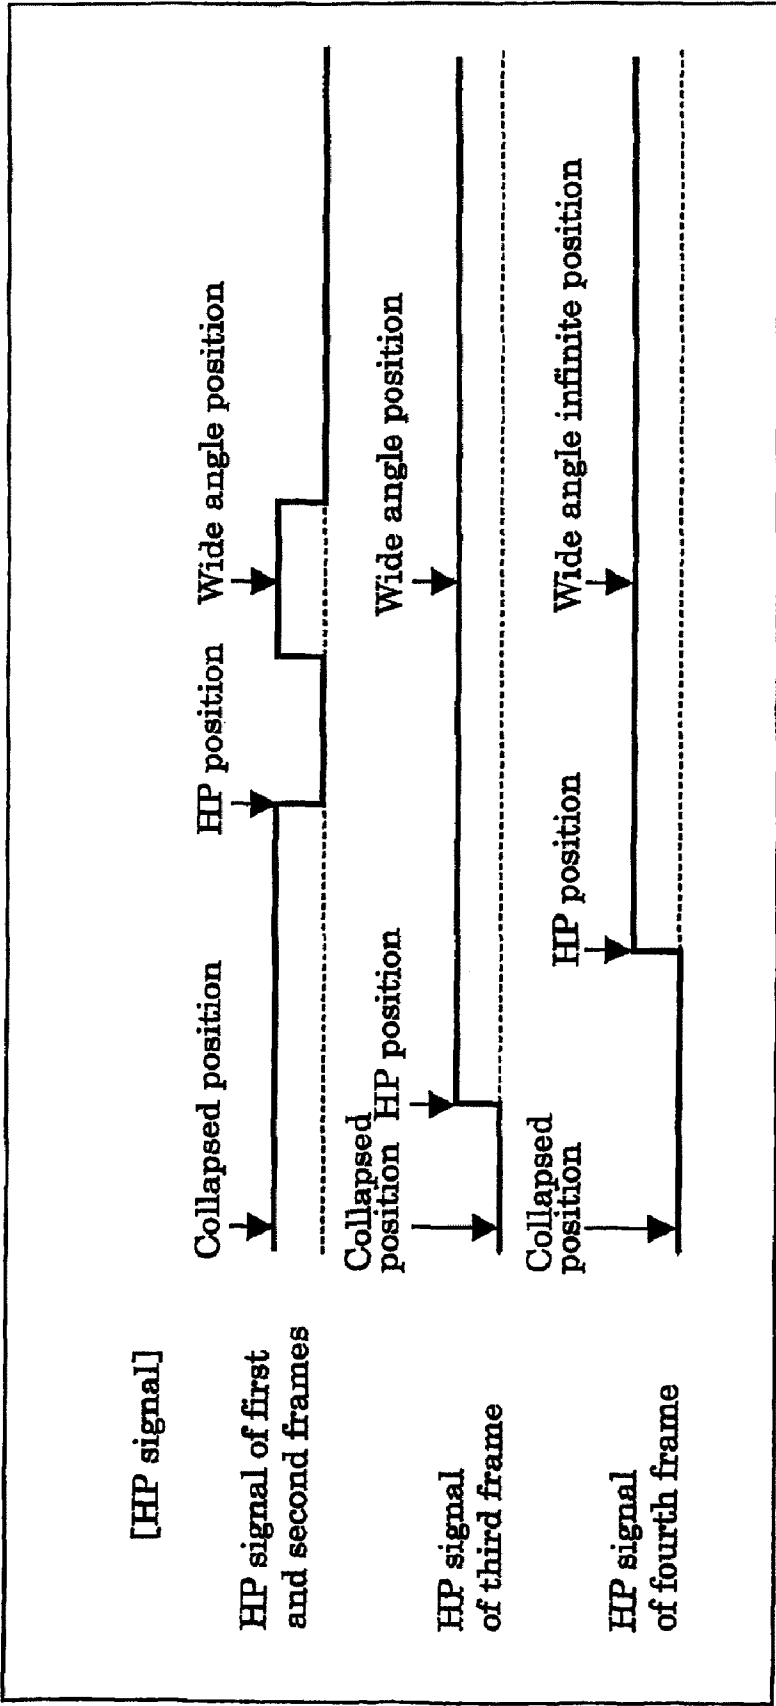 [HP signal]
HP signal of first
and second frames
Collapsed position
HP position
Wide angle position
HP signal
of third frame
Collapsed
position
HP position
Wide angle position
HP signal
of fourth frame
Collapsed
position
HP position
Wide angle infinite position